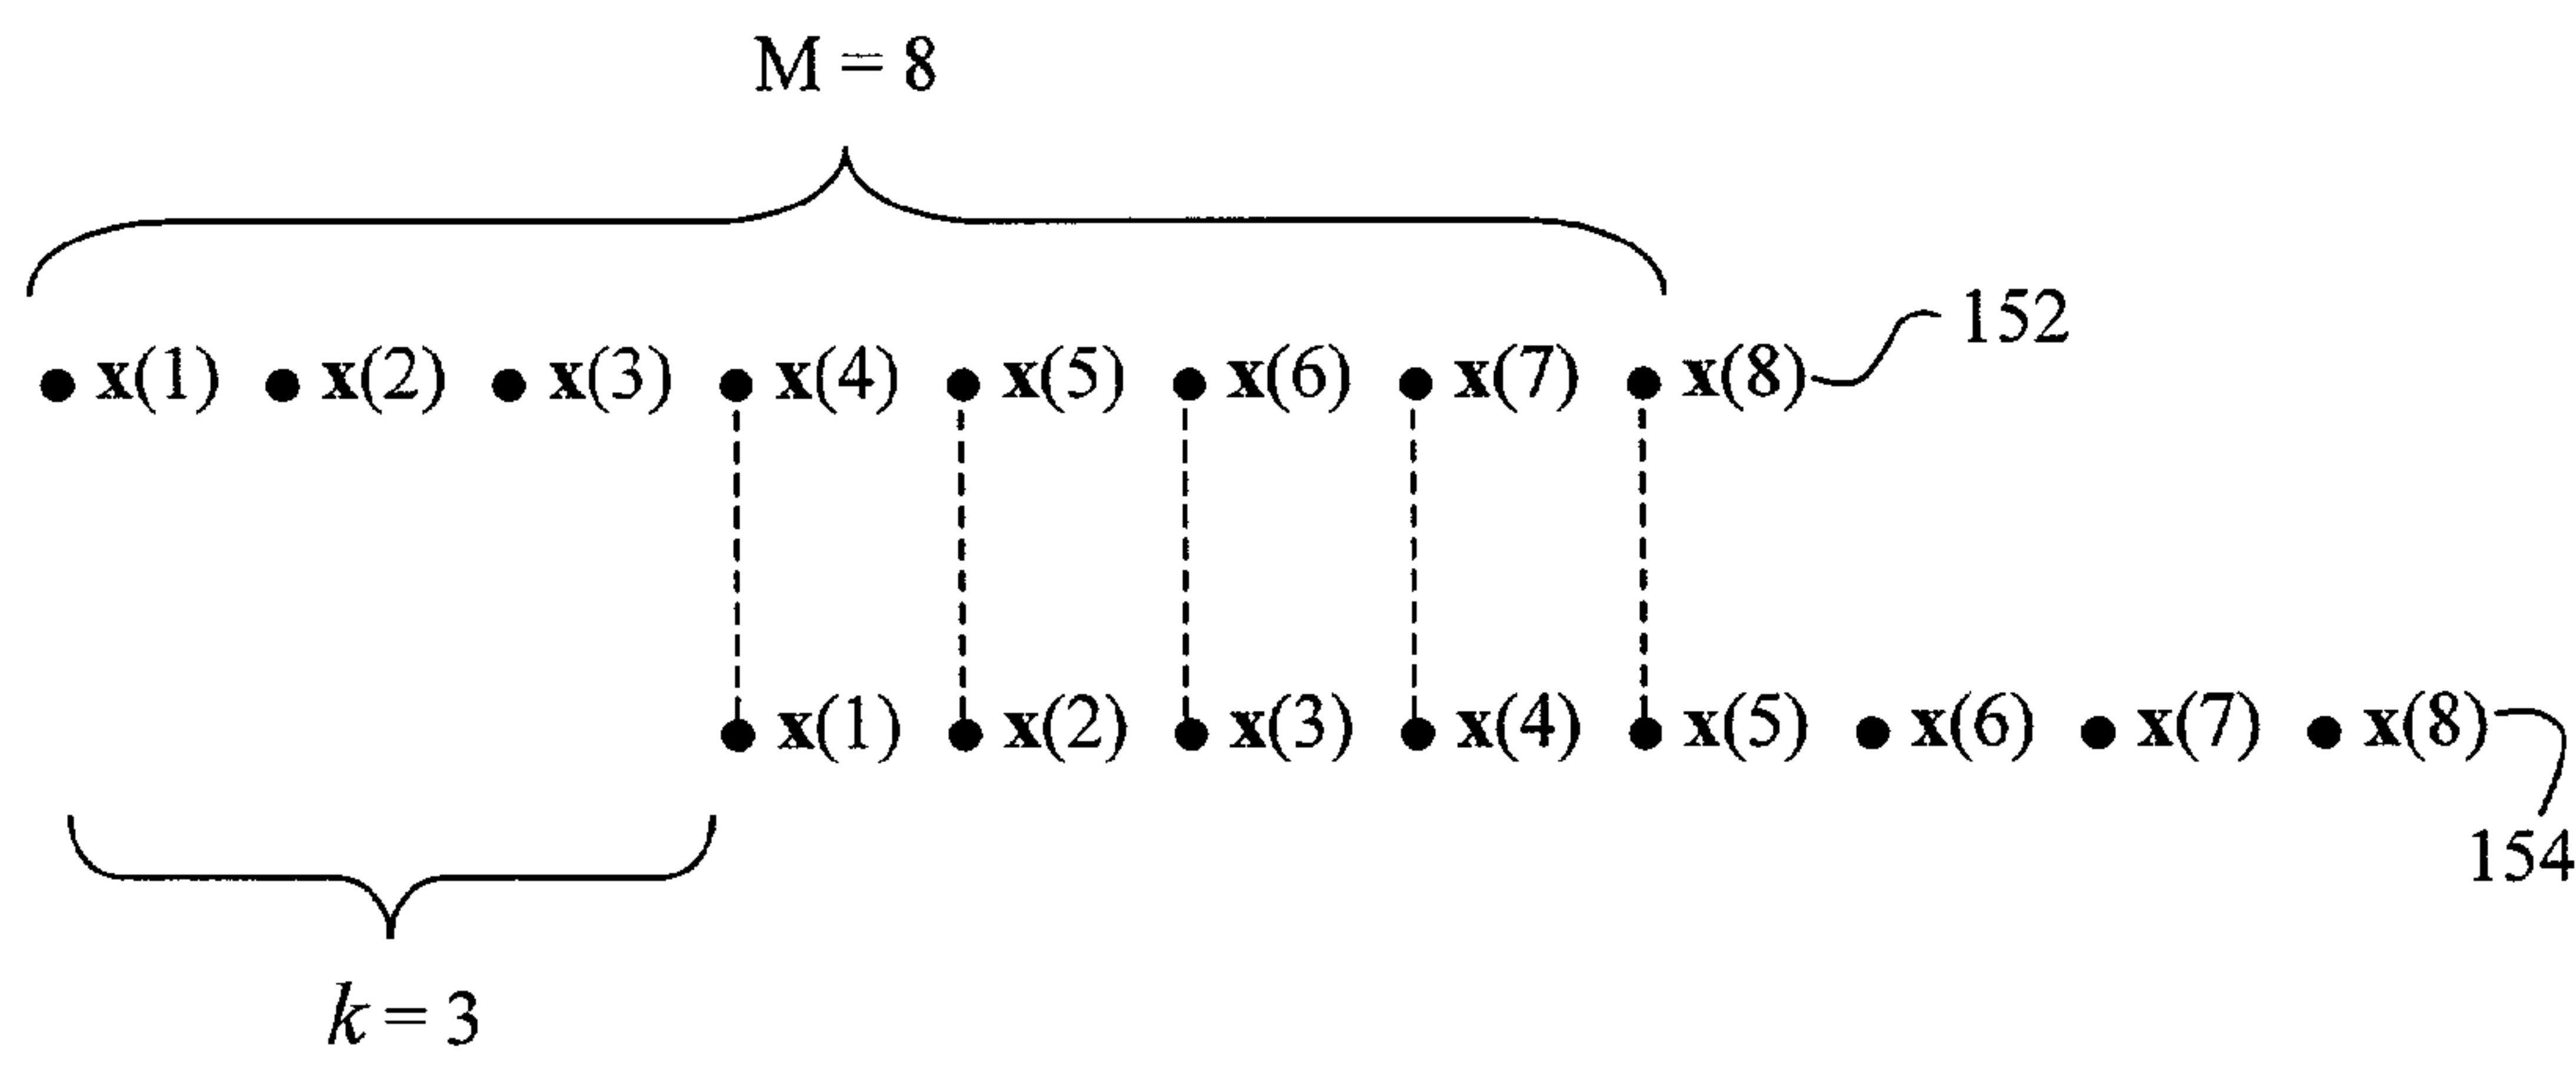 M = 8
x(1) x(2) x(3) x(4) x(5) x(6) x(7) x(8) 152
x(1) x(2) x(3) x(4) x(5) x(6) x(7) x(8)
154
k = 3